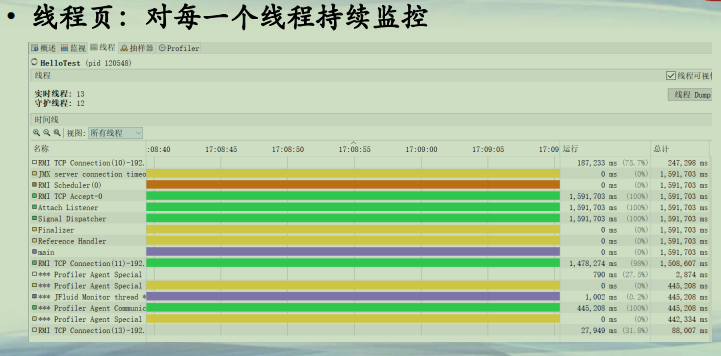 • 线程页：对每一个线程持续监控
概述 监视 线程 抽样器 Profiler
HelloTest (pid 120548)
线程 线程可视
实时线程: 13
守护线程: 12 线程 Dump
时间线
视图: 所有线程
名称 :08:40 17:08:45 17:08:50 17:08:55 17:09:00 17:09:05 17:09 运行 总计
RMI TCP Connection(10)-192. 187,233 ms (75.7%) 247,298 ms
JMX server connection timeo 0 ms (0%) 1,591,703 ms
RMI Scheduler(0) 0 ms (0%) 1,591,703 ms
RMI TCP Accept-0 1,591,703 ms (100%) 1,591,703 ms
Attach Listener 1,591,703 ms (100%) 1,591,703 ms
Signal Dispatcher 1,591,703 ms (100%) 1,591,703 ms
Finalizer 0 ms (0%) 1,591,703 ms
Reference Handler 0 ms (0%) 1,591,703 ms
main 0 ms (0%) 1,591,703 ms
RMI TCP Connection(11)-192. 1,478,274 ms (98%) 1,508,607 ms
*** Profiler Agent Special 790 ms (27.5%) 2,874 ms
*** Profiler Agent Special 0 ms (0%) 445,208 ms
*** JFluid Monitor thread * 1,002 ms (0.2%) 445,208 ms
*** Profiler Agent Communic 445,208 ms (100%) 445,208 ms
*** Profiler Agent Special 0 ms (0%) 442,334 ms
RMI TCP Connection(13)-192. 27,949 ms (31.8%) 88,007 ms